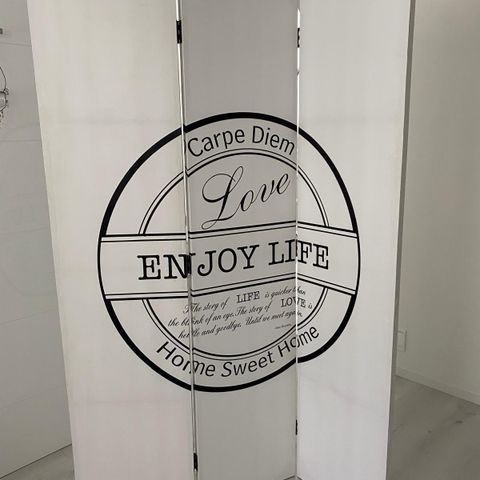 Carpe Diem
Love
ENJOY LIFE
The story of LIFE is quicker than
the blink of an eye. The story of LOVE is
hello and goodbye. Until we meet again.
Home Sweet Home